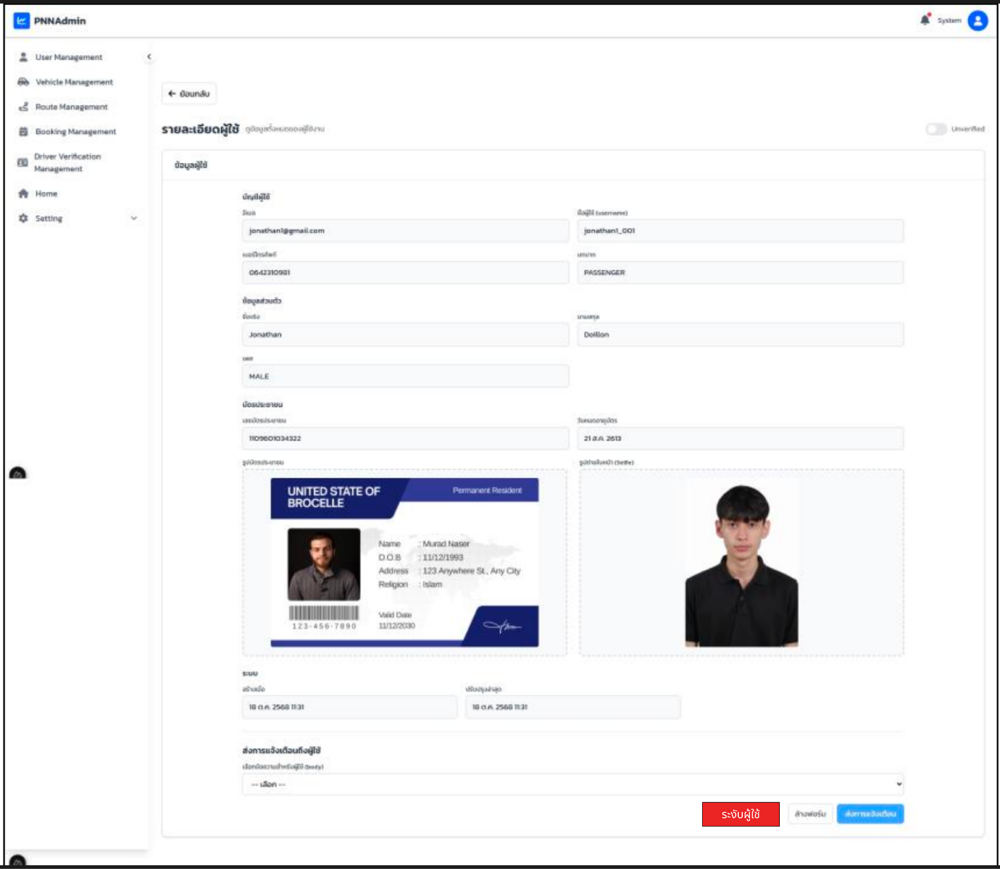 PNNAdmin
System
User Management
Vehicle Management
Route Management
Booking Management
Driver Verification
Management
Home
Setting
ย้อนกลับ
รายละเอียดผู้ใช้ ดูข้อมูลทั้งหมดของผู้ใช้งาน
Unverified
ข้อมูลผู้ใช้
บัญชีผู้ใช้
อีเมล
ชื่อผู้ใช้ (username)
jonathan1@gmail.com
jonathan1_001
เบอร์โทรศัพท์
บทบาท
0642310981
PASSENGER
ข้อมูลส่วนตัว
ชื่อจริง
นามสกุล
Jonathan
Doillon
เพศ
MALE
บัตรประชาชน
เลขบัตรประชาชน
วันหมดอายุบัตร
1109601034322
21 ส.ค. 2613
รูปบัตรประชาชน
รูปถ่ายใบหน้า (Selfie)
UNITED STATE OF
BROCELLE
Permanent Resident
Name : Murad Naser
D.O.B : 11/12/1993
Address : 123 Anywhere St., Any City
Religion : Islam
123-456-7890
Valid Date
11/12/2030
ระบบ
สร้างเมื่อ
ปรับปรุงล่าสุด
18 ต.ค. 2568 11:31
18 ต.ค. 2568 11:31
ส่งการแจ้งเตือนถึงผู้ใช้
เลือกข้อความสำหรับผู้ใช้ (body)
-- เลือก --
ระงับผู้ใช้
ล้างฟอร์ม
ส่งการแจ้งเตือน